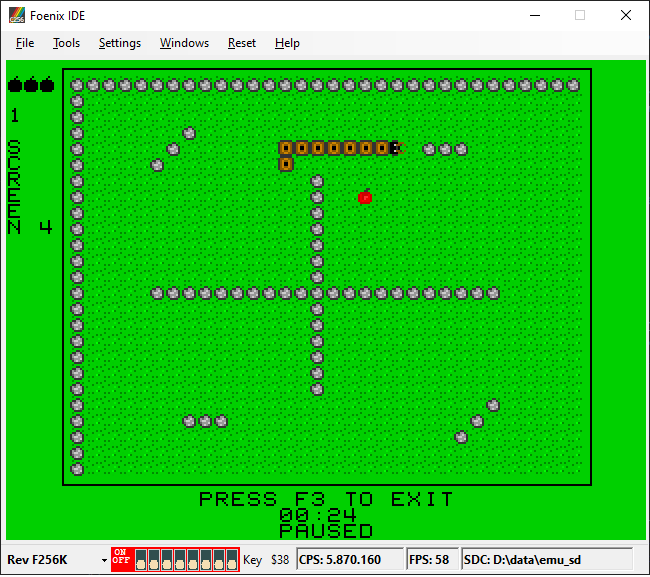 Foenix IDE
File Tools Settings Windows Reset Help
1
SCREEN 4
PRESS F3 TO EXIT
00:24
PAUSED
Rev F256K ON OFF Key $38 CPS: 5.870.160 FPS: 58 SDC: D:\data\emu_sd